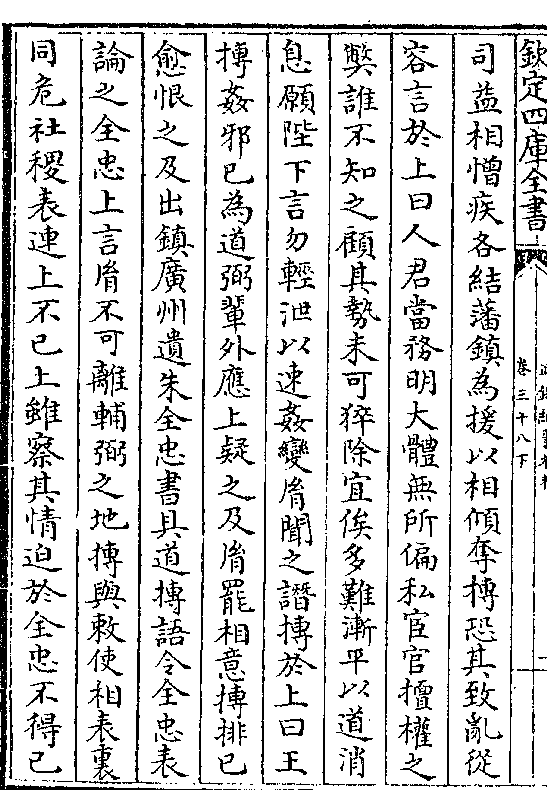 欽定四庫全書
卷三十八下
司益相憎疾各結藩鎮為援以相傾奪摶恐其致亂從
容言於上曰人君當務明大體無所偏私宦官擅權之
弊誰不知之顧其勢未可猝除宜俟多難漸平以道消
息願陛下言勿輕泄以速姦變𦙍聞之譖摶於上曰王
摶姦邪已為道弼輩外應上疑之及𦙍罷相意摶排已
愈恨之及出鎮廣州遺朱全忠書具道摶語令全忠表
論之全忠上言𦙍不可離輔弼之地摶與敕使相表裏
同危社稷表連上不已上雖察其情迫於全忠不得已